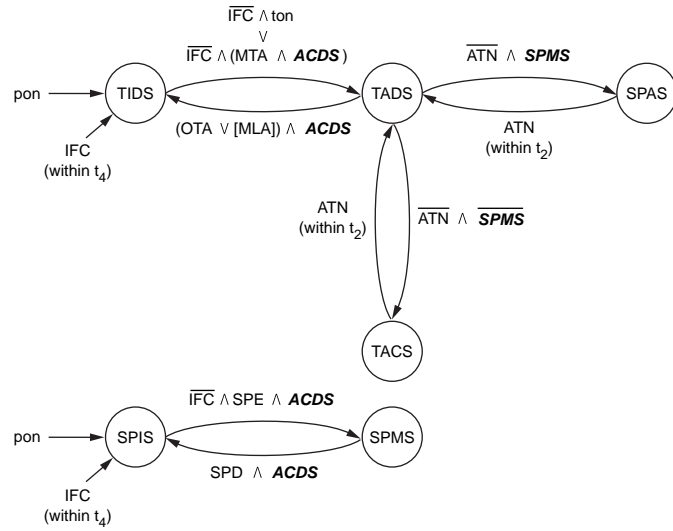 IFC ∧ ton
∨
IFC ∧ (MTA ∧ ACDS)
ATN ∧ SPMS
pon
TIDS
TADS
SPAS
(OTA ∨ [MLA]) ∧ ACDS
ATN
(within t2)
IFC
(within t4)
ATN
(within t2)
ATN ∧ SPMS
TACS
IFC ∧ SPE ∧ ACDS
pon
SPIS
SPMS
SPD ∧ ACDS
IFC
(within t4)